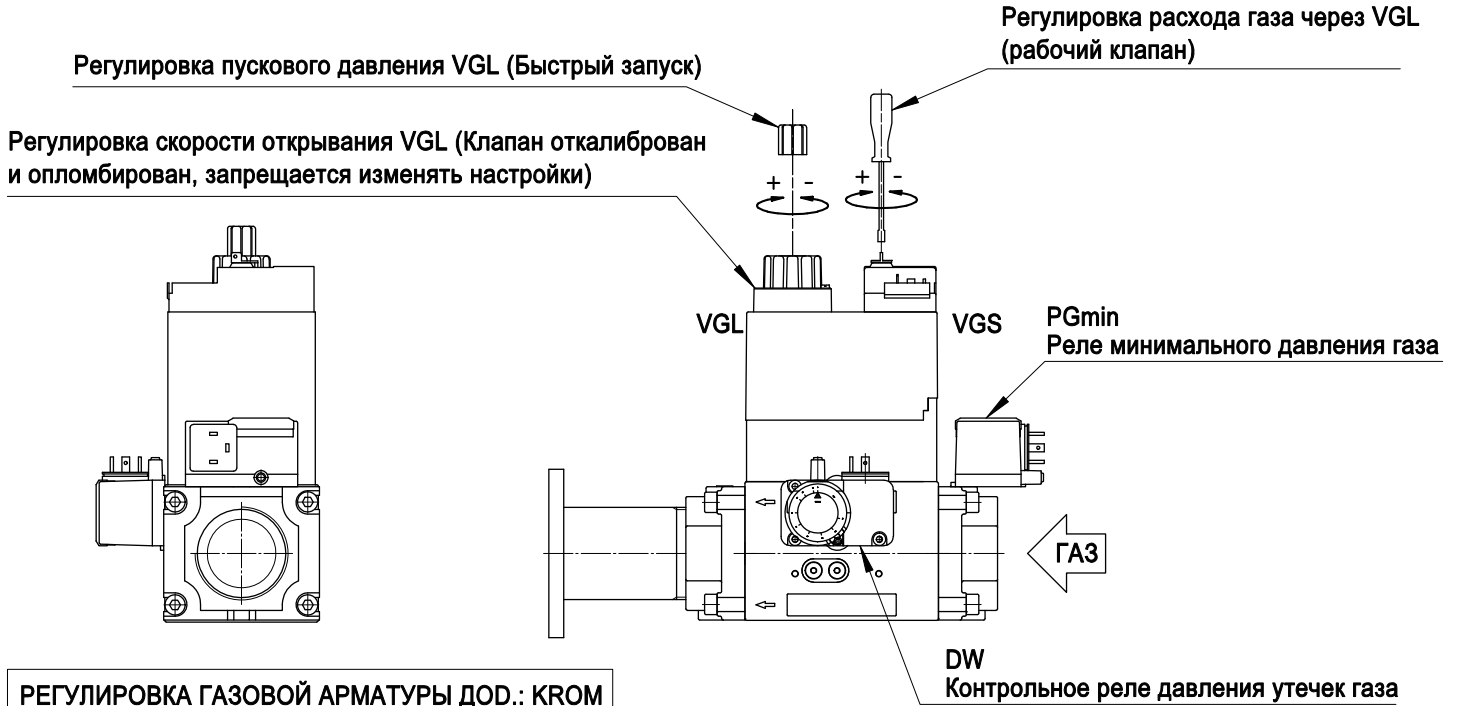 Регулировка расхода газа через VGL
(рабочий клапан)
Регулировка пускового давления VGL (Быстрый запуск)
Регулировка скорости открывания VGL (Клапан откалиброван
и опломбирован, запрещается изменять настройки)
+ -
+ -
VGL
VGS
PGmin
Реле минимального давления газа
ГАЗ
DW
Контрольное реле давления утечек газа
РЕГУЛИРОВКА ГАЗОВОЙ АРМАТУРЫ ДОD.: KROM